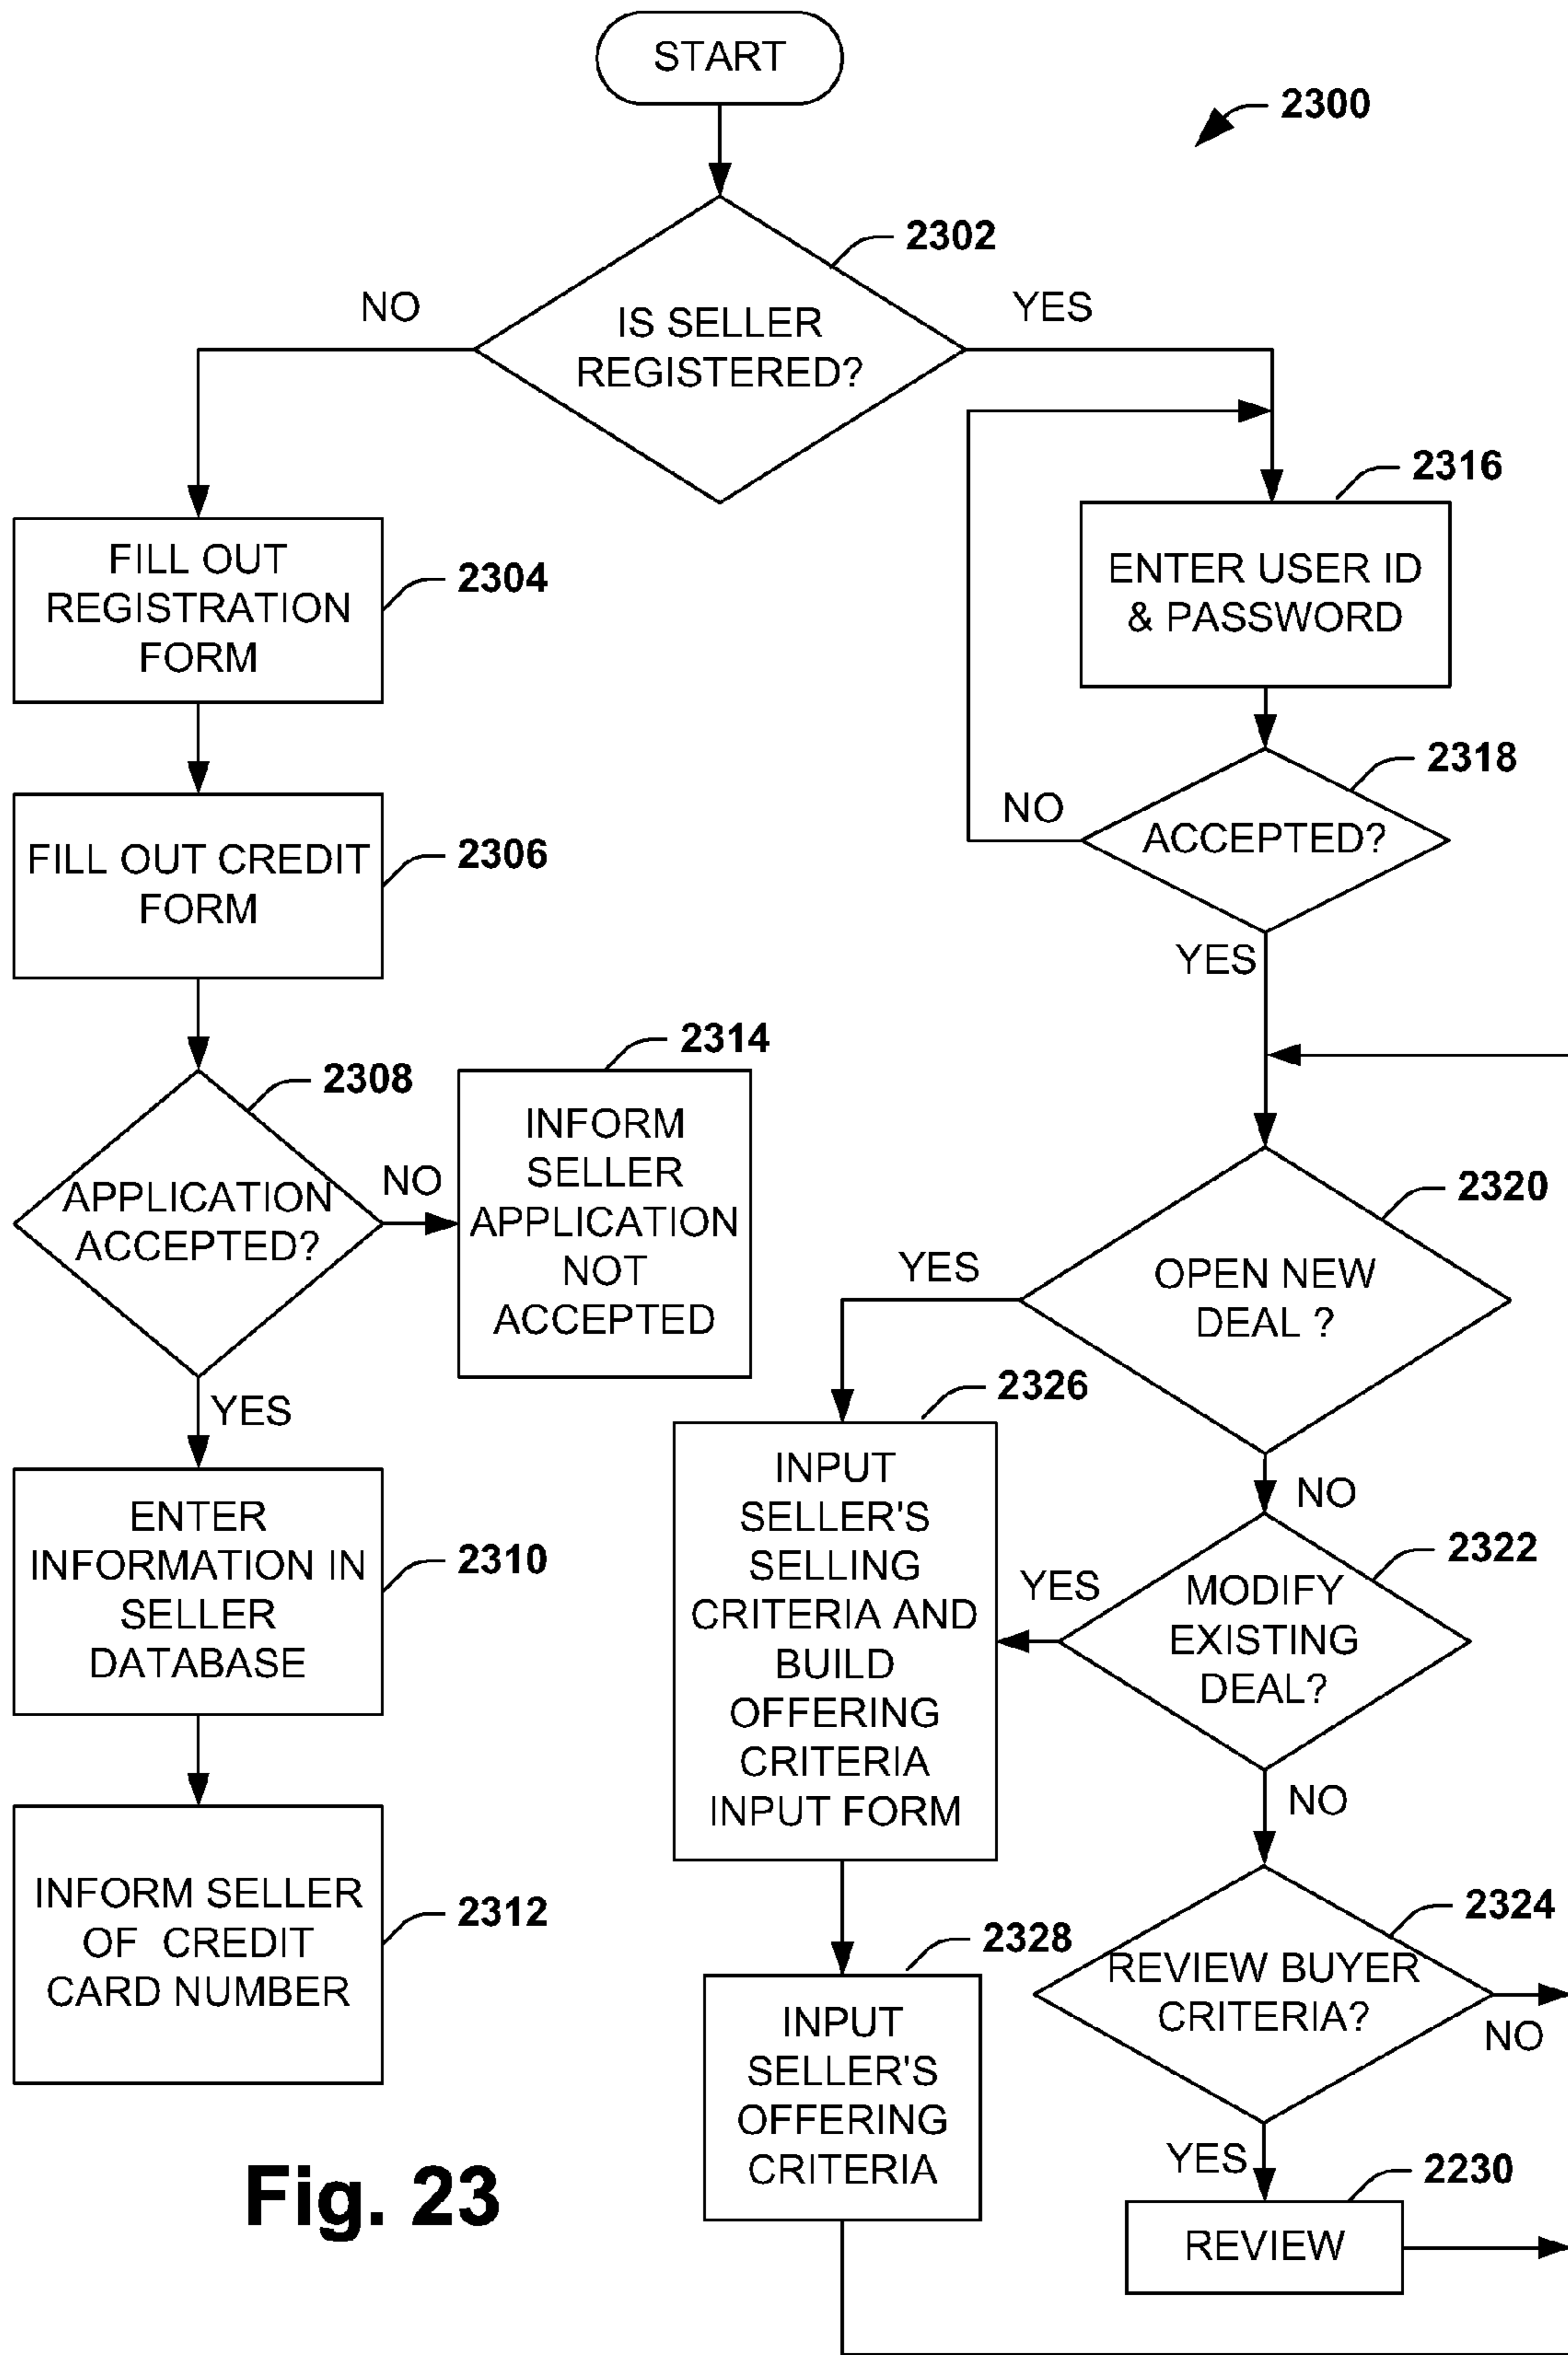 START
2300
2302
NO
YES
IS SELLER
REGISTERED?
2316
FILL OUT
REGISTRATION
FORM
2304
ENTER USER ID
& PASSWORD
2318
NO
ACCEPTED?
FILL OUT CREDIT
FORM
2306
YES
2314
2308
INFORM
SELLER
APPLICATION
NOT
ACCEPTED
NO
APPLICATION
ACCEPTED?
2320
YES
OPEN NEW
DEAL ?
2326
YES
NO
INPUT
SELLER'S
SELLING
CRITERIA AND
BUILD
OFFERING
CRITERIA
INPUT FORM
ENTER
INFORMATION IN
SELLER
DATABASE
2310
2322
YES
MODIFY
EXISTING
DEAL?
NO
INFORM SELLER
OF CREDIT
CARD NUMBER
2312
2324
2328
REVIEW BUYER
CRITERIA?
NO
INPUT
SELLER'S
OFFERING
CRITERIA
YES
2230
REVIEW
Fig. 23